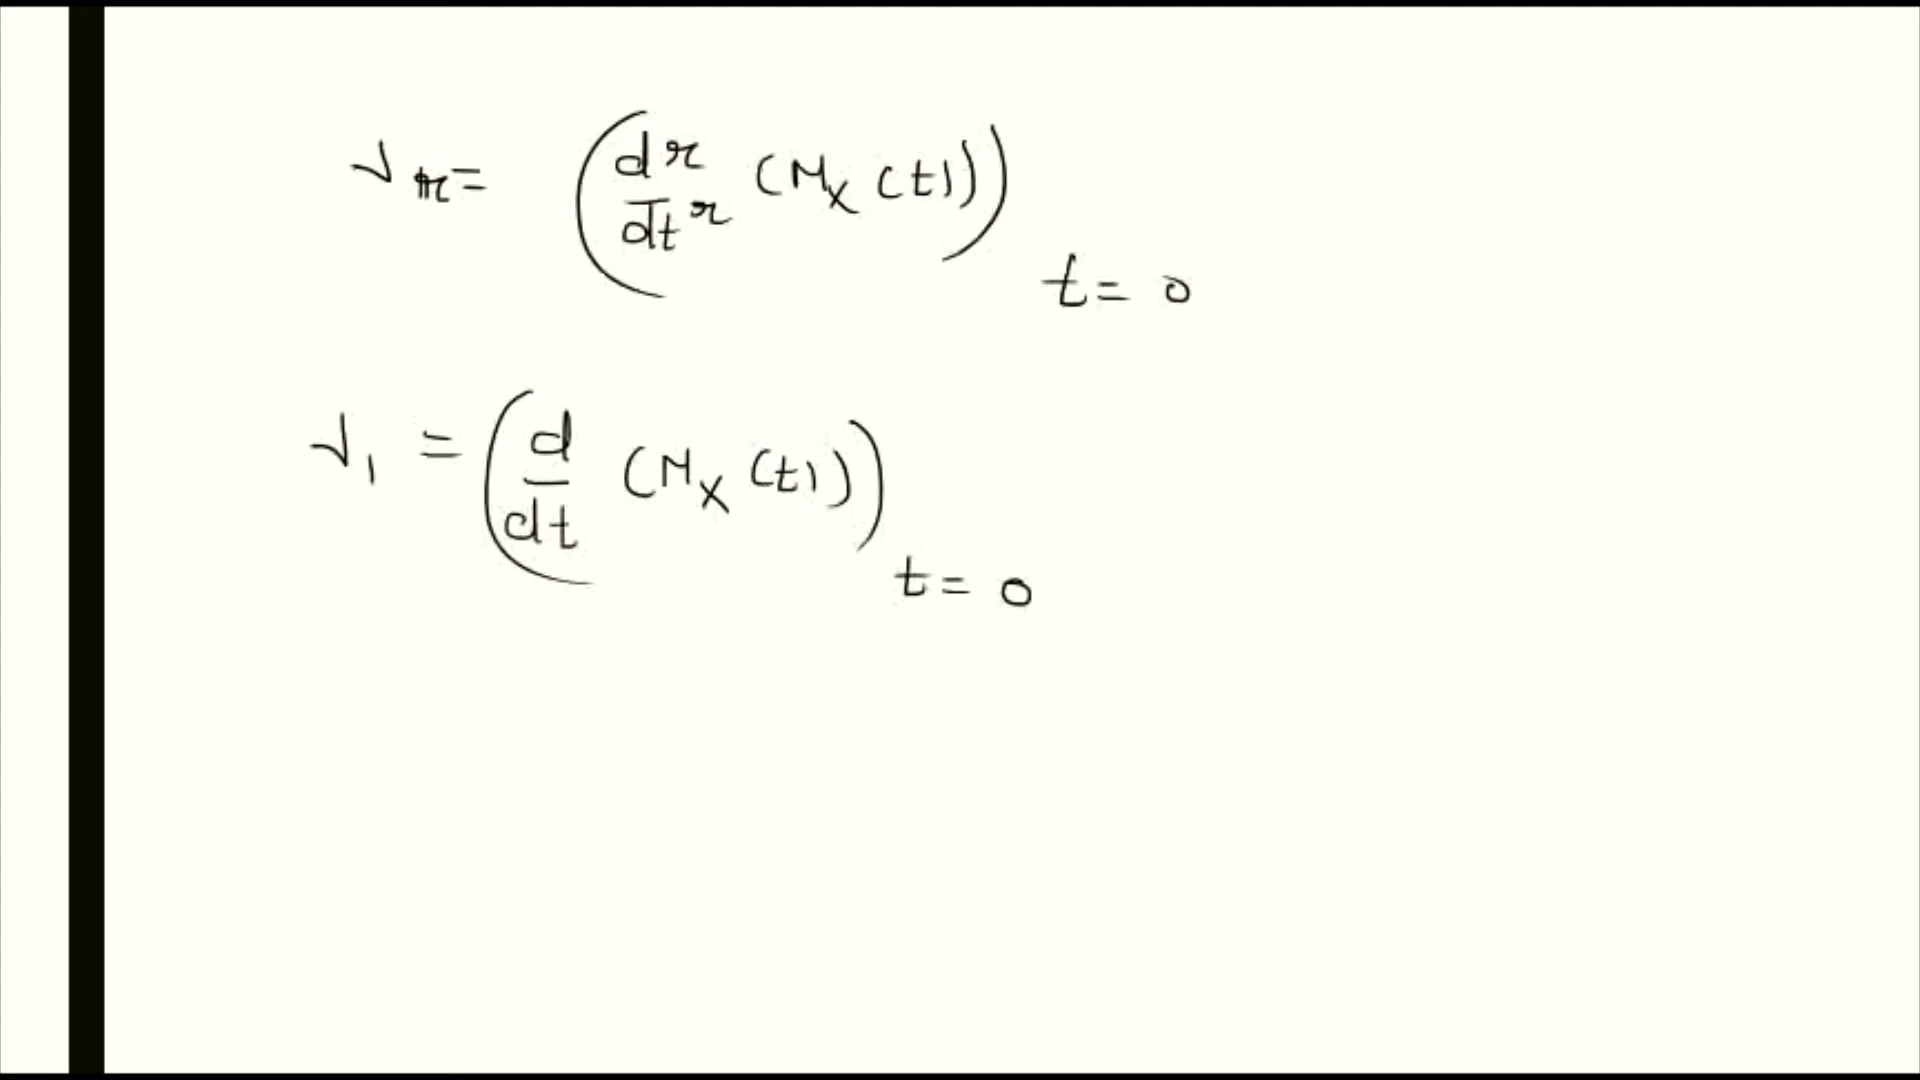 ν_r = (d^r/dt^r (M_X(t)))_{t=0}
ν_1 = (d/dt (M_X(t)))_{t=0}